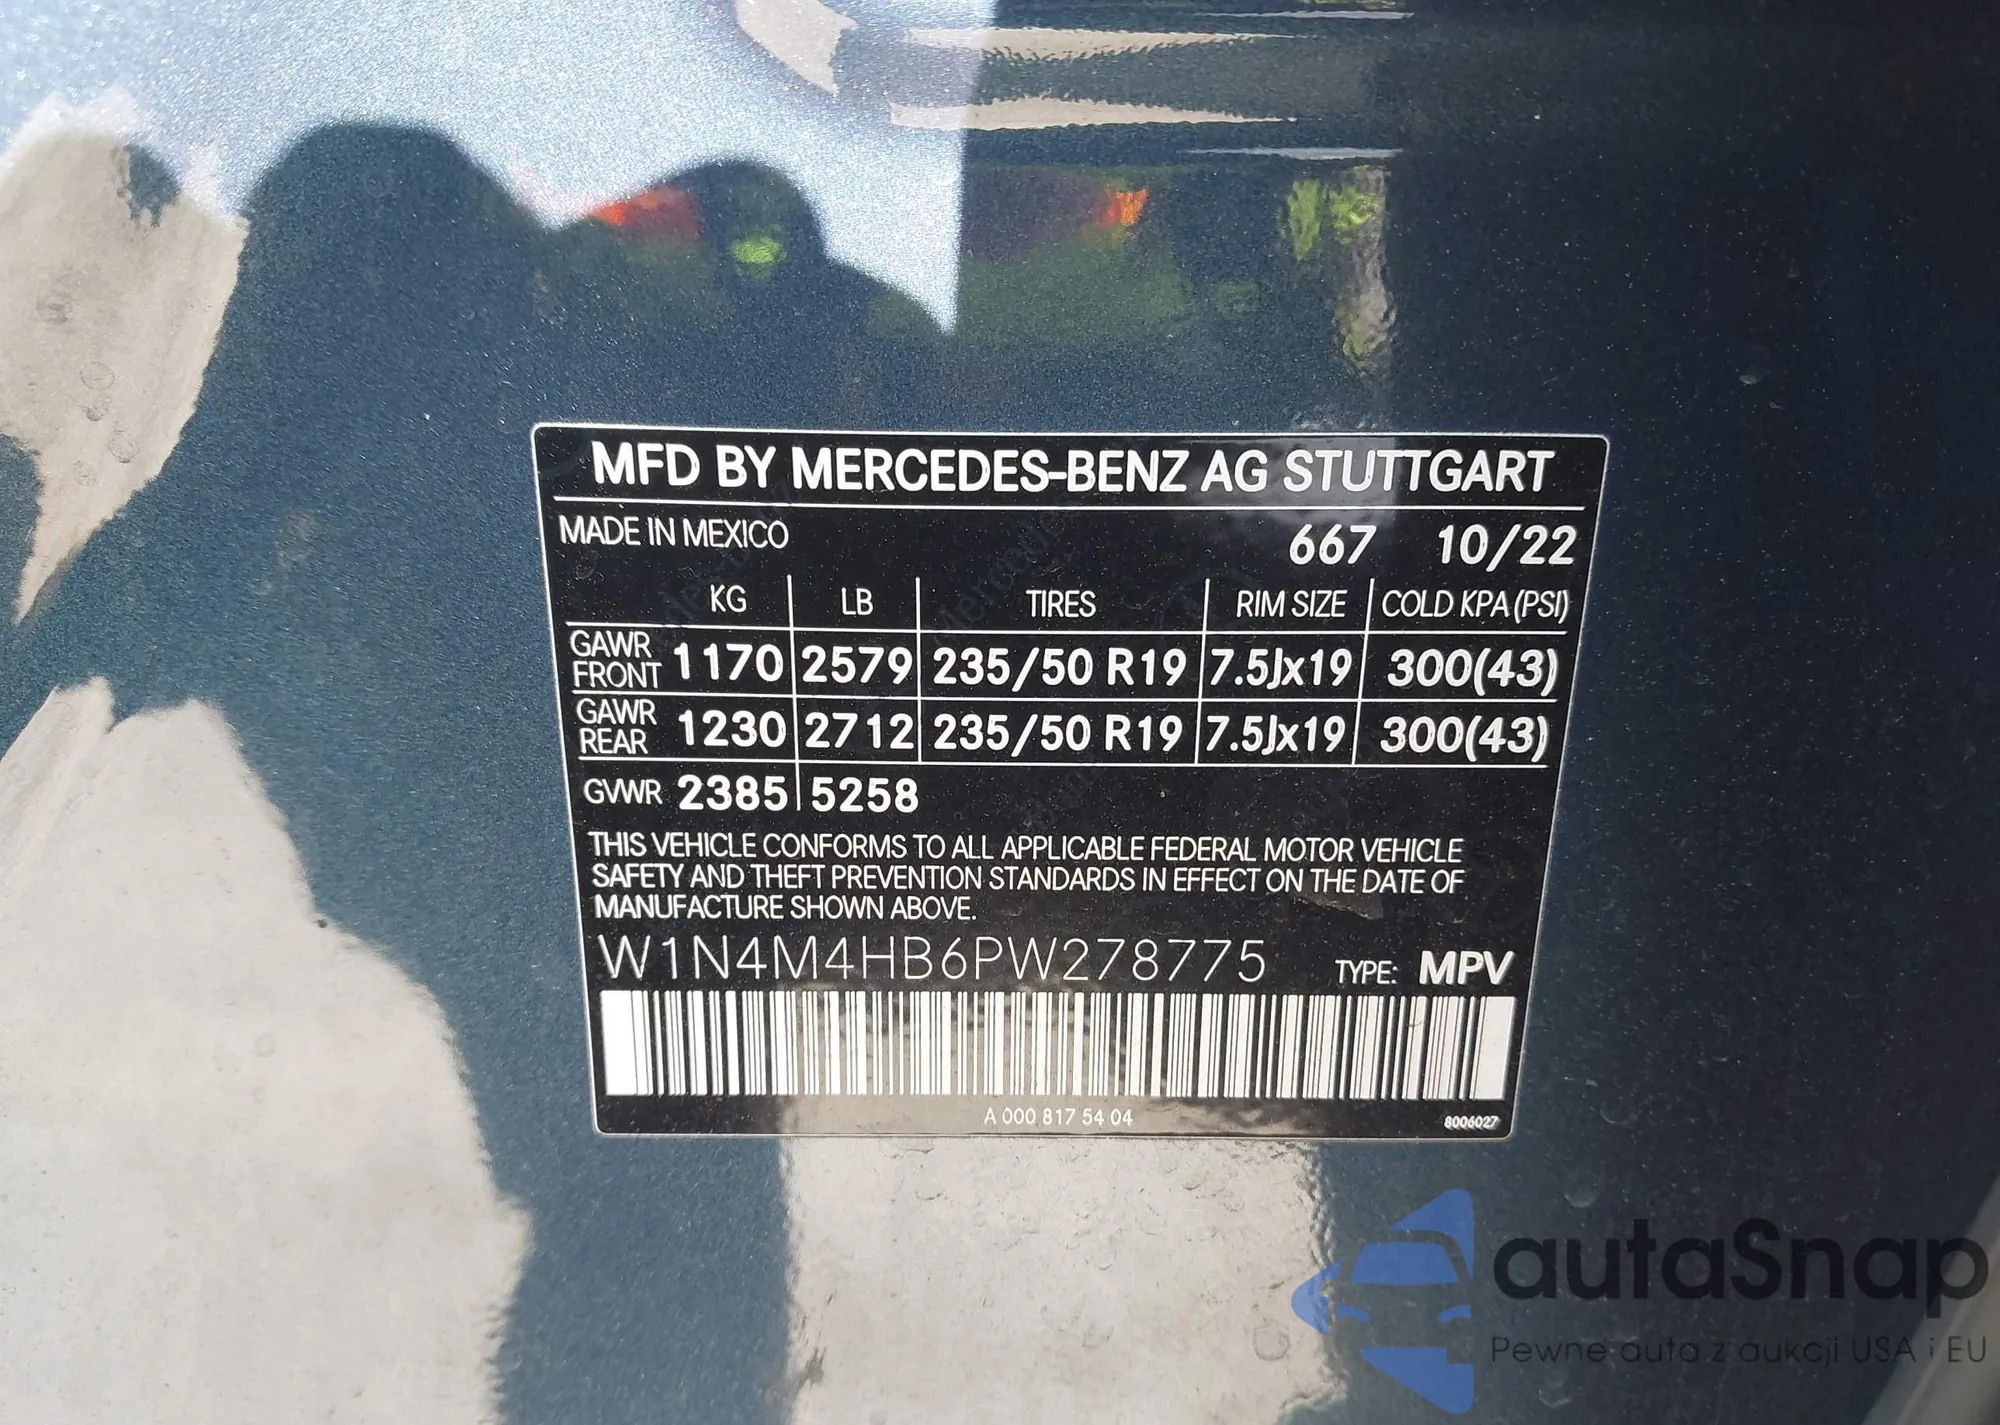 MFD BY MERCEDES-BENZ AG STUTTGART
MADE IN MEXICO 667 10/22
KG LB TIRES RIM SIZE COLD KPA (PSI)
GAWR FRONT 1170 2579 235/50 R19 7.5Jx19 300(43)
GAWR REAR 1230 2712 235/50 R19 7.5Jx19 300(43)
GVWR 2385 5258
THIS VEHICLE CONFORMS TO ALL APPLICABLE FEDERAL MOTOR VEHICLE
SAFETY AND THEFT PREVENTION STANDARDS IN EFFECT ON THE DATE OF
MANUFACTURE SHOWN ABOVE.
W1N4M4HB6PW278775 TYPE: MPV
A 000 817 54 04 8006027
autaSnap
Pewne auta z aukcji USA i EU